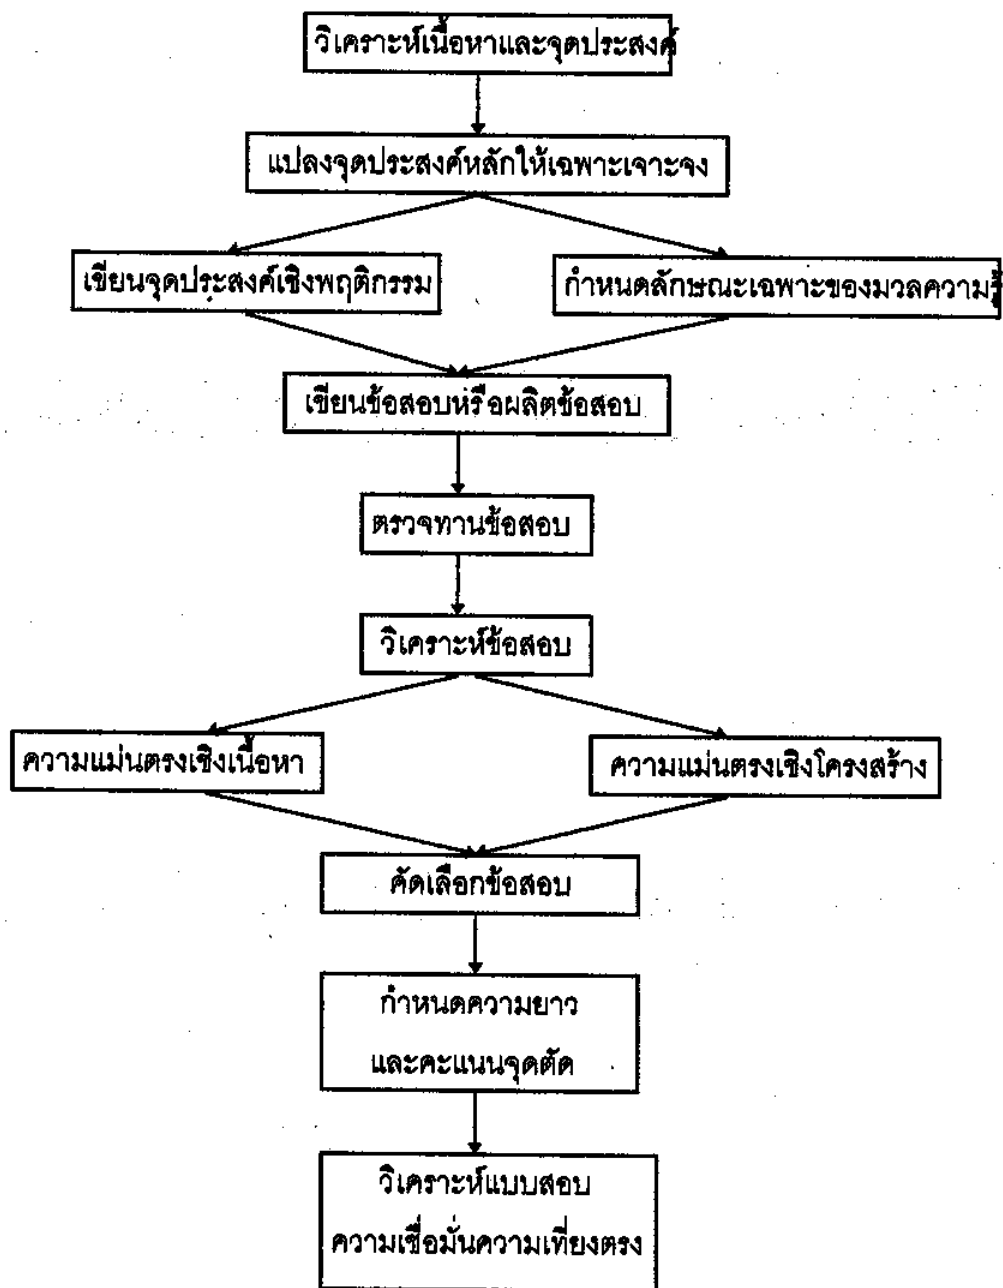 วิเคราะห์เนื้อหาและจุดประสงค์
แปลงจุดประสงค์หลักให้เฉพาะเจาะจง
เขียนจุดประสงค์เชิงพฤติกรรม
กำหนดลักษณะเฉพาะของมวลความรู้
เขียนข้อสอบหรือผลิตข้อสอบ
ตรวจทานข้อสอบ
วิเคราะห์ข้อสอบ
ความแม่นตรงเชิงเนื้อหา
ความแม่นตรงเชิงโครงสร้าง
คัดเลือกข้อสอบ
กำหนดความยาว
และคะแนนจุดตัด
วิเคราะห์แบบสอบ
ความเชื่อมั่นความเที่ยงตรง